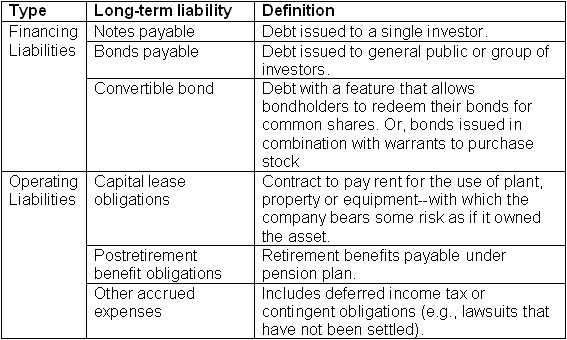 Type Long-term liability Definition
Financing Liabilities Notes payable Debt issued to a single investor.
Bonds payable Debt issued to general public or group of
investors.
Convertible bond Debt with a feature that allows
bondholders to redeem their bonds for
common shares. Or, bonds issued in
combination with warrants to purchase
stock
Operating Liabilities Capital lease obligations Contract to pay rent for the use of plant,
property or equipment--with which the
company bears some risk as if it owned
the asset.
Postretirement benefit obligations Retirement benefits payable under
pension plan.
Other accrued expenses Includes deferred income tax or
contingent obligations (e.g., lawsuits that
have not been settled).